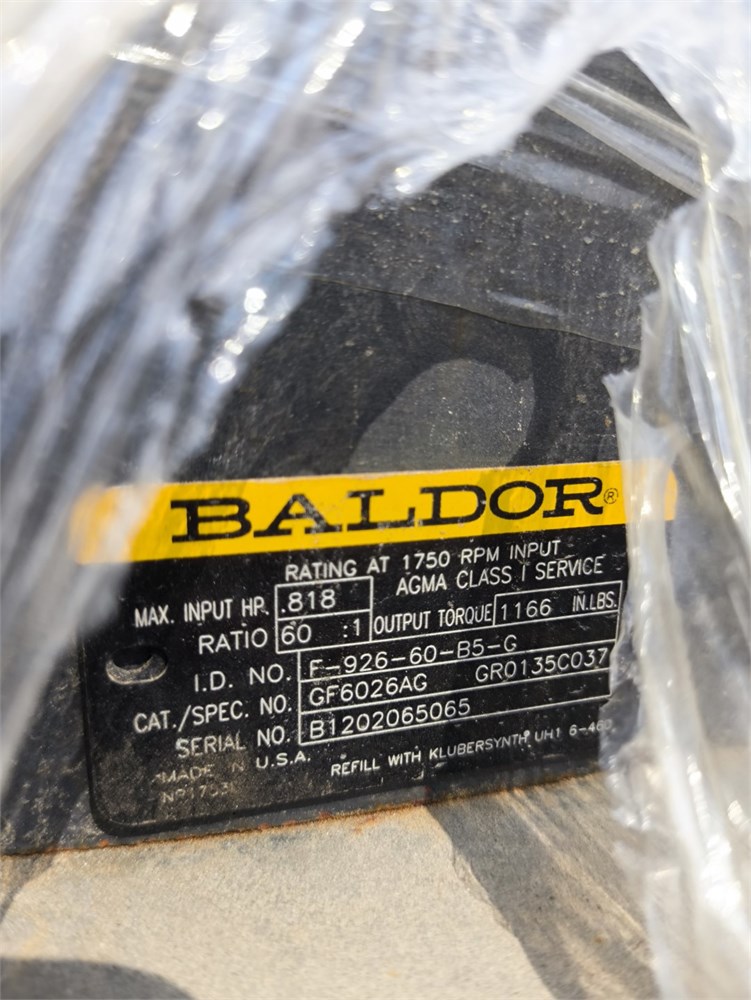 BALDOR®
RATING AT 1750 RPM INPUT
AGMA CLASS I SERVICE
MAX. INPUT HP. .818
RATIO 60 :1 OUTPUT TORQUE 1166 IN.LBS.
I.D. NO. F-926-60-B5-G
CAT./SPEC. NO. GF6026AG GR0135C037
SERIAL NO. B1202065065
MADE IN U.S.A.
REFILL WITH KLUBERSYNTH UH1 6-460